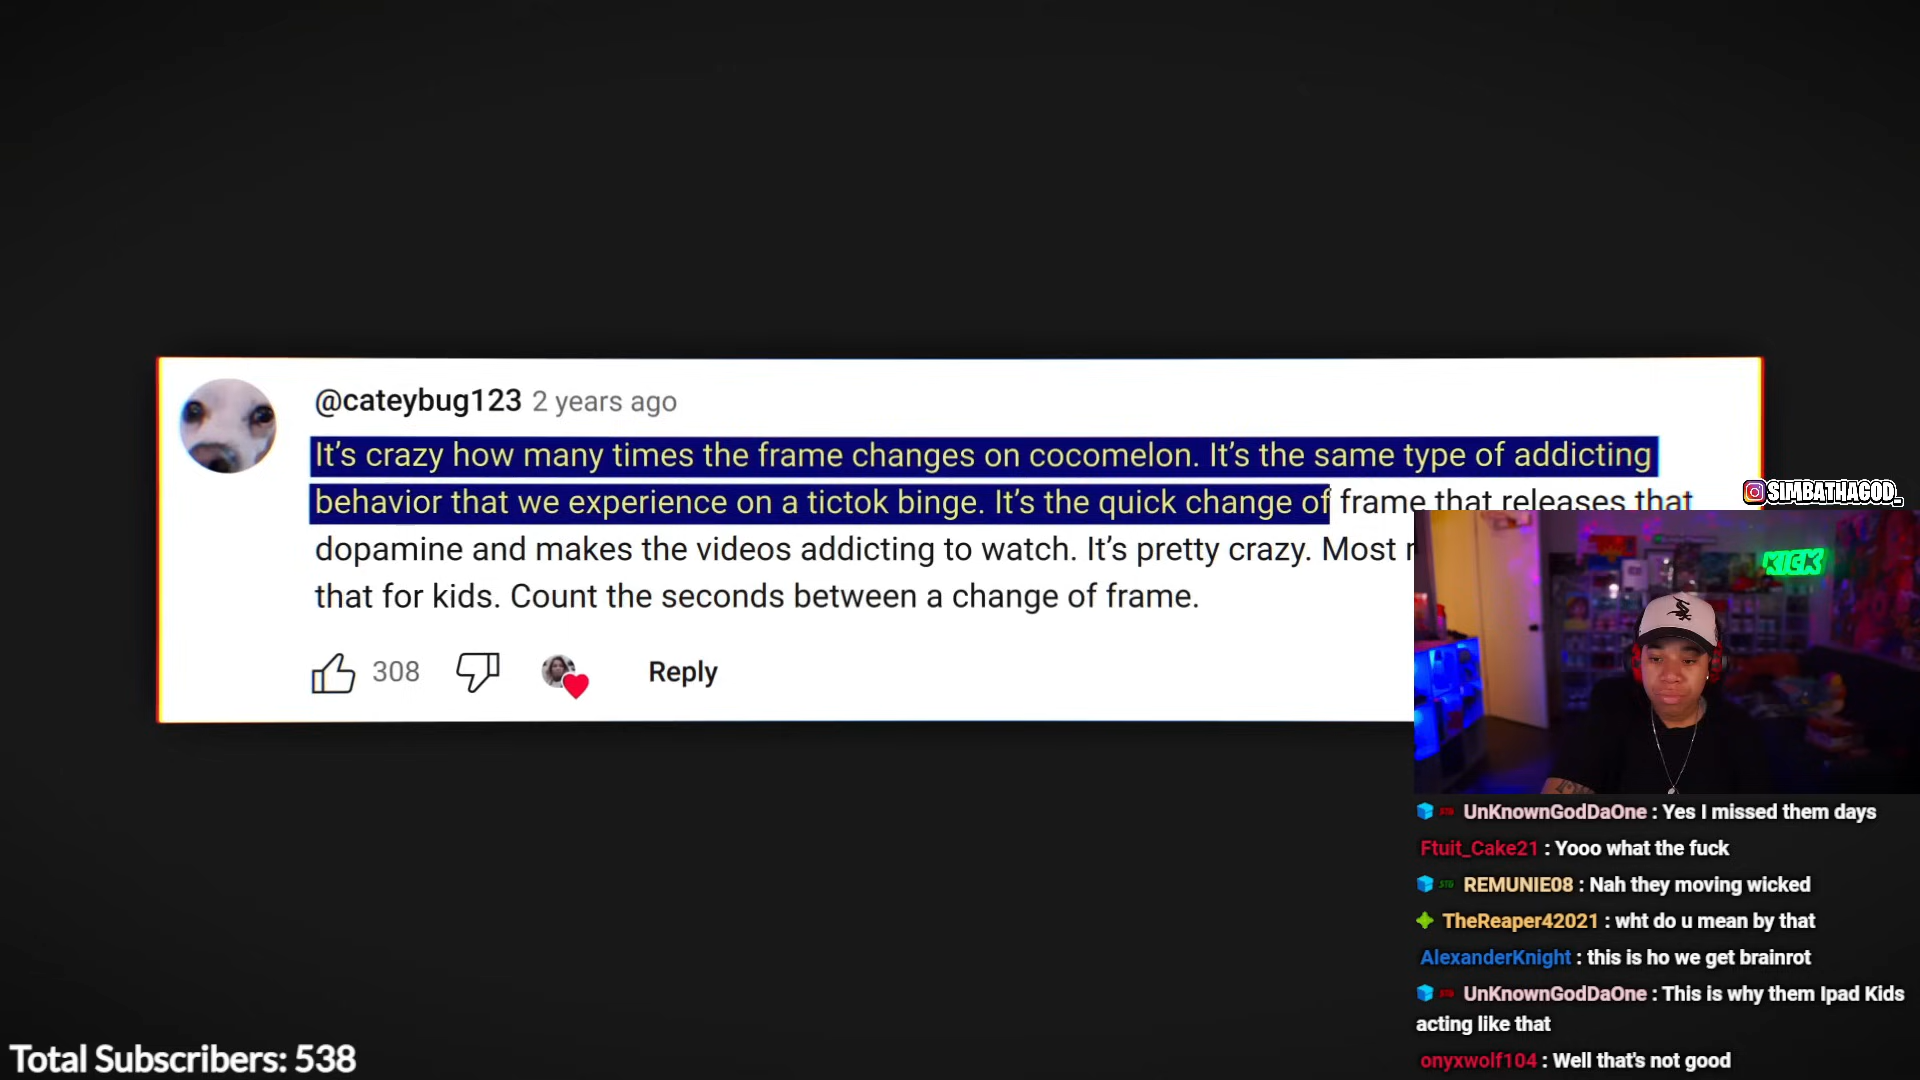 @cateybug123 2 years ago
It's crazy how many times the frame changes on cocomelon. It's the same type of addicting
behavior that we experience on a tictok binge. It's the quick change of frame that releases that
dopamine and makes the videos addicting to watch. It's pretty crazy. Most
that for kids. Count the seconds between a change of frame.
308
Reply
SIMBATHAGOD_
KICK
UnKnownGodDaOne : Yes I missed them days
Ftuit_Cake21 : Yooo what the fuck
REMUNIE08 : Nah they moving wicked
TheReaper42021 : wht do u mean by that
AlexanderKnight : this is ho we get brainrot
UnKnownGodDaOne : This is why them Ipad Kids
acting like that
onyxwolf104 : Well that's not good
Total Subscribers: 538